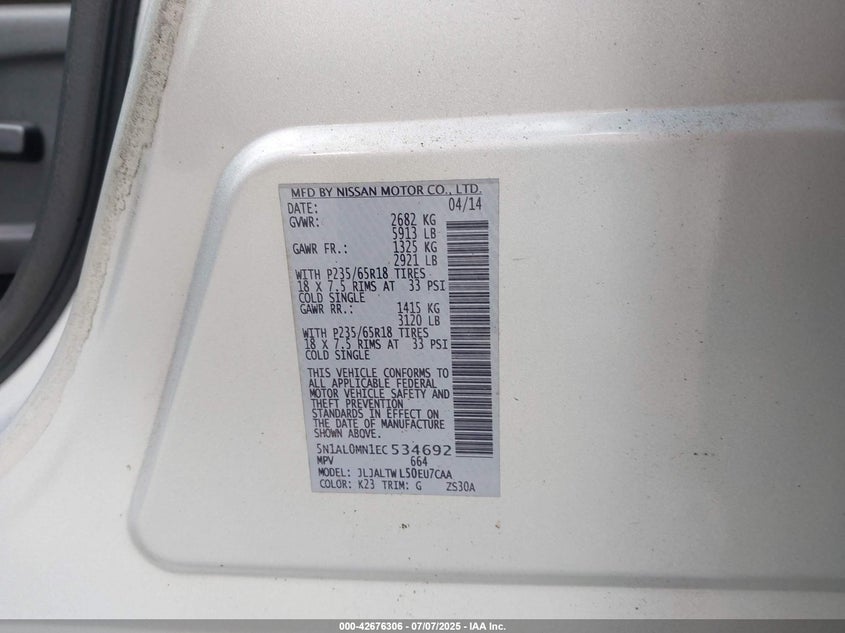 MFD BY NISSAN MOTOR CO., LTD.
DATE: 04/14
GVWR: 2682 KG
5913 LB
GAWR FR.: 1325 KG
2921 LB
WITH P235/65R18 TIRES
18 X 7.5 RIMS AT 33 PSI
COLD SINGLE
GAWR RR.: 1415 KG
3120 LB
WITH P235/65R18 TIRES
18 X 7.5 RIMS AT 33 PSI
COLD SINGLE
THIS VEHICLE CONFORMS TO
ALL APPLICABLE FEDERAL
MOTOR VEHICLE SAFETY AND
THEFT PREVENTION
STANDARDS IN EFFECT ON
THE DATE OF MANUFACTURE
SHOWN ABOVE.
5N1AL0MN1EC534692
MPV 664
MODEL: JLJALTWL50EU7CAA
COLOR: K23 TRIM: G ZS30A
000-42676306 - 07/07/2025 - IAA Inc.